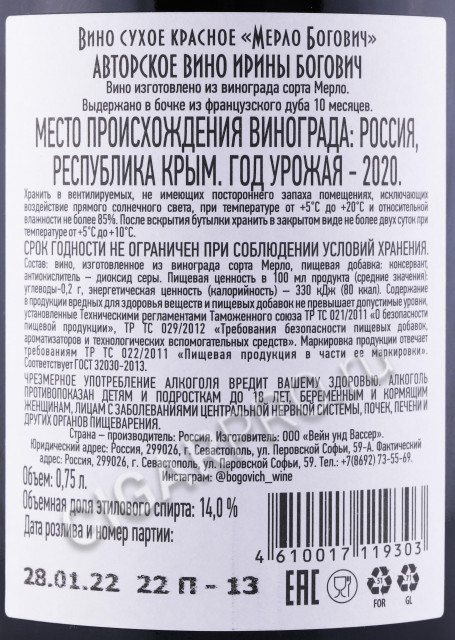 Вино сухое красное «Мерло Богович»
АВТОРСКОЕ ВИНО ИРИНЫ БОГОВИЧ
Вино изготовлено из винограда сорта Мерло.
Выдержано в бочке из французского дуба 10 месяцев.
МЕСТО ПРОИСХОЖДЕНИЯ ВИНОГРАДА: РОССИЯ,
РЕСПУБЛИКА КРЫМ. ГОД УРОЖАЯ - 2020.
Хранить в вентилируемых, не имеющих постороннего запаха помещениях, исключающих
воздействие прямого солнечного света, при температуре от +5°С до +20°С и относительной
влажности не более 85%. После вскрытия бутылки хранить в закрытом виде не более двух суток при
температуре от +5°С до +10°С.
СРОК ГОДНОСТИ НЕ ОГРАНИЧЕН ПРИ СОБЛЮДЕНИИ УСЛОВИЙ ХРАНЕНИЯ.
Состав: вино, изготовленное из винограда сорта Мерло, пищевая добавка: консервант,
антиокислитель – диоксид серы. Пищевая ценность в 100 мл продукта (средние значения):
углеводы-0,2 г, энергетическая ценность (калорийность) – 330 кДж (80 ккал). Содержание
в продукции вредных для здоровья веществ и пищевых добавок не превышает допустимые уровни,
установленные Техническими регламентами Таможенного союза ТР ТС 021/2011 «О безопасности
пищевой продукции», ТР ТС 029/2012 «Требования безопасности пищевых добавок,
ароматизаторов и технологических вспомогательных средств». Маркировка продукции отвечает
требованиям ТР ТС 022/2011 «Пищевая продукция в части ее маркировки».
Соответствует ГОСТ 32030-2013.
ЧРЕЗМЕРНОЕ УПОТРЕБЛЕНИЕ АЛКОГОЛЯ ВРЕДИТ ВАШЕМУ ЗДОРОВЬЮ. АЛКОГОЛЬ
ПРОТИВОПОКАЗАН ДЕТЯМ И ПОДРОСТКАМ ДО 18 ЛЕТ, БЕРЕМЕННЫМ И КОРМЯЩИМ
ЖЕНЩИНАМ, ЛИЦАМ С ЗАБОЛЕВАНИЯМИ ЦЕНТРАЛЬНОЙ НЕРВНОЙ СИСТЕМЫ, ПОЧЕК, ПЕЧЕНИ И
ДРУГИХ ОРГАНОВ ПИЩЕВАРЕНИЯ.
Страна – производитель: Россия. Изготовитель: ООО «Вейн унд Вассер».
Юридический адрес: Россия, 299026, г. Севастополь, ул. Перовской Софьи, 59-А. Фактический
адрес: Россия, 299026, г. Севастополь, ул. Перовской Софьи, 59. Тел.: +7(8692) 73-55-69.
Инстаграм: @bogovich_wine
Объем: 0,75 л.
Объемная доля этилового спирта: 14,0 %
Дата розлива и номер партии:
28.01.22 22 П - 13
4 610017 119303
EAC
51
FOR
71
GL
CIGARPRO.ru